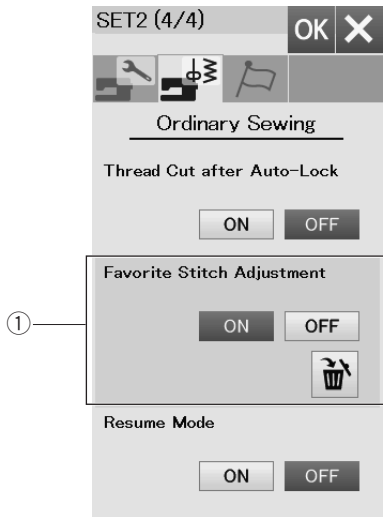 SET2 (4/4)
OK
Ordinary Sewing
Thread Cut after Auto-Lock
ON OFF
Favorite Stitch Adjustment
①
ON OFF
Resume Mode
ON OFF